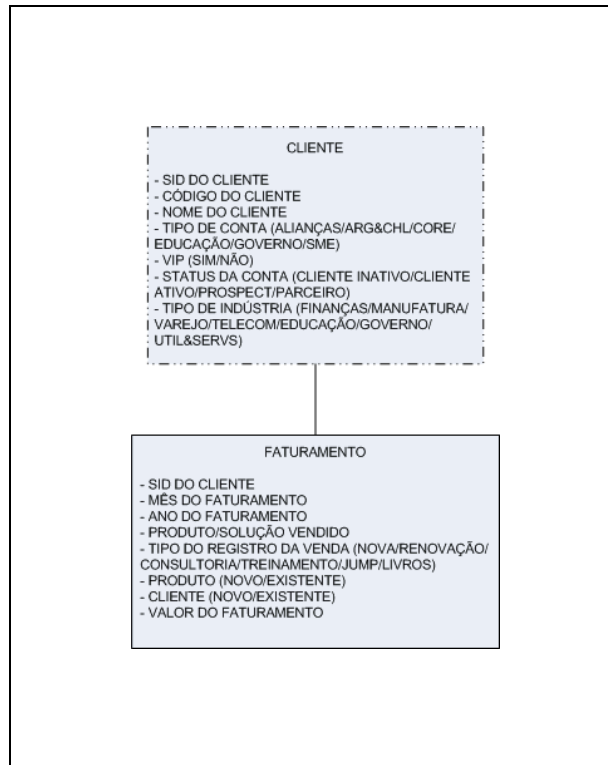 CLIENTE
- SID DO CLIENTE
- CÓDIGO DO CLIENTE
- NOME DO CLIENTE
- TIPO DE CONTA (ALIANÇAS/ARG&CHL/CORE/
EDUCAÇÃO/GOVERNO/SME)
- VIP (SIM/NÃO)
- STATUS DA CONTA (CLIENTE INATIVO/CLIENTE
ATIVO/PROSPECT/PARCEIRO)
- TIPO DE INDÚSTRIA (FINANÇAS/MANUFATURA/
VAREJO/TELECOM/EDUCAÇÃO/GOVERNO/
UTIL&SERVS)
FATURAMENTO
- SID DO CLIENTE
- MÊS DO FATURAMENTO
- ANO DO FATURAMENTO
- PRODUTO/SOLUÇÃO VENDIDO
- TIPO DO REGISTRO DA VENDA (NOVA/RENOVAÇÃO/
CONSULTORIA/TREINAMENTO/JUMP/LIVROS)
- PRODUTO (NOVO/EXISTENTE)
- CLIENTE (NOVO/EXISTENTE)
- VALOR DO FATURAMENTO